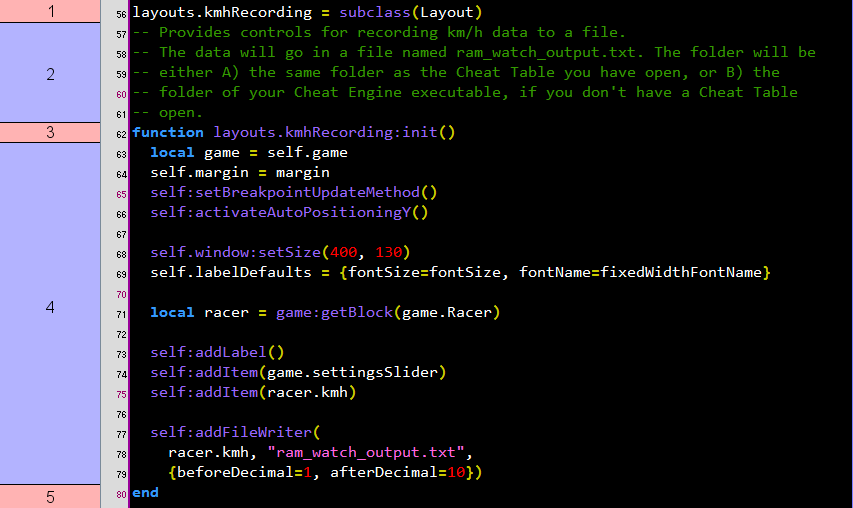 1 56 layouts.kmhRecording = subclass(Layout)
57 -- Provides controls for recording km/h data to a file.
58 -- The data will go in a file named ram_watch_output.txt. The folder will be
2 59 -- either A) the same folder as the Cheat Table you have open, or B) the
60 -- folder of your Cheat Engine executable, if you don't have a Cheat Table
61 -- open.
3 62 function layouts.kmhRecording:init()
63   local game = self.game
64   self.margin = margin
65   self:setBreakpointUpdateMethod()
66   self:activateAutoPositioningY()
67
68   self.window:setSize(400, 130)
69   self.labelDefaults = {fontSize=fontSize, fontName=fixedWidthFontName}
70
4 71   local racer = game:getBlock(game.Racer)
72
73   self:addLabel()
74   self:addItem(game.settingsSlider)
75   self:addItem(racer.kmh)
76
77   self:addFileWriter(
78     racer.kmh, "ram_watch_output.txt",
79     {beforeDecimal=1, afterDecimal=10})
5 80 end